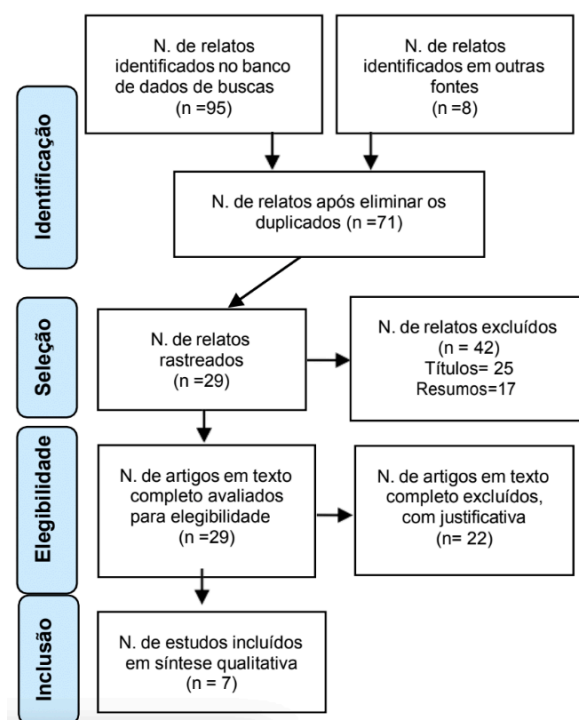 N. de relatos
identificados no banco
de dados de buscas
(n =95)
N. de relatos
identificados em outras
fontes
(n =8)
Identificação
N. de relatos após eliminar os
duplicados (n =71)
Seleção
N. de relatos
rastreados
(n =29)
N. de relatos excluídos
(n = 42)
Títulos= 25
Resumos=17
Elegibilidade
N. de artigos em texto
completo avaliados
para elegibilidade
(n =29)
N. de artigos em texto
completo excluídos,
com justificativa
(n= 22)
Inclusão
N. de estudos incluídos
em síntese qualitativa
(n = 7)